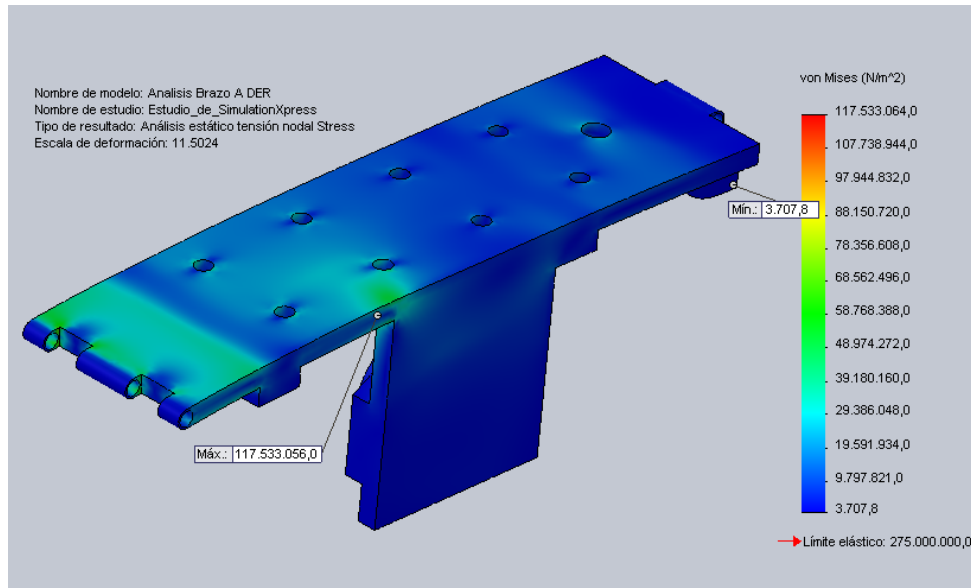 Nombre de modelo: Analisis Brazo A DER
Nombre de estudio: Estudio_de_SimulationXpress
Tipo de resultado: Análisis estático tensión nodal Stress
Escala de deformación: 11.5024
von Mises (N/m^2)
117.533.064,0
107.738.944,0
97.944.832,0
88.150.720,0
78.356.608,0
68.562.496,0
58.768.388,0
48.974.272,0
39.180.160,0
29.386.048,0
19.591.934,0
9.797.821,0
3.707,8
Límite elástico: 275.000.000,0
Mín.: 3.707,8
Máx.: 117.533.056,0